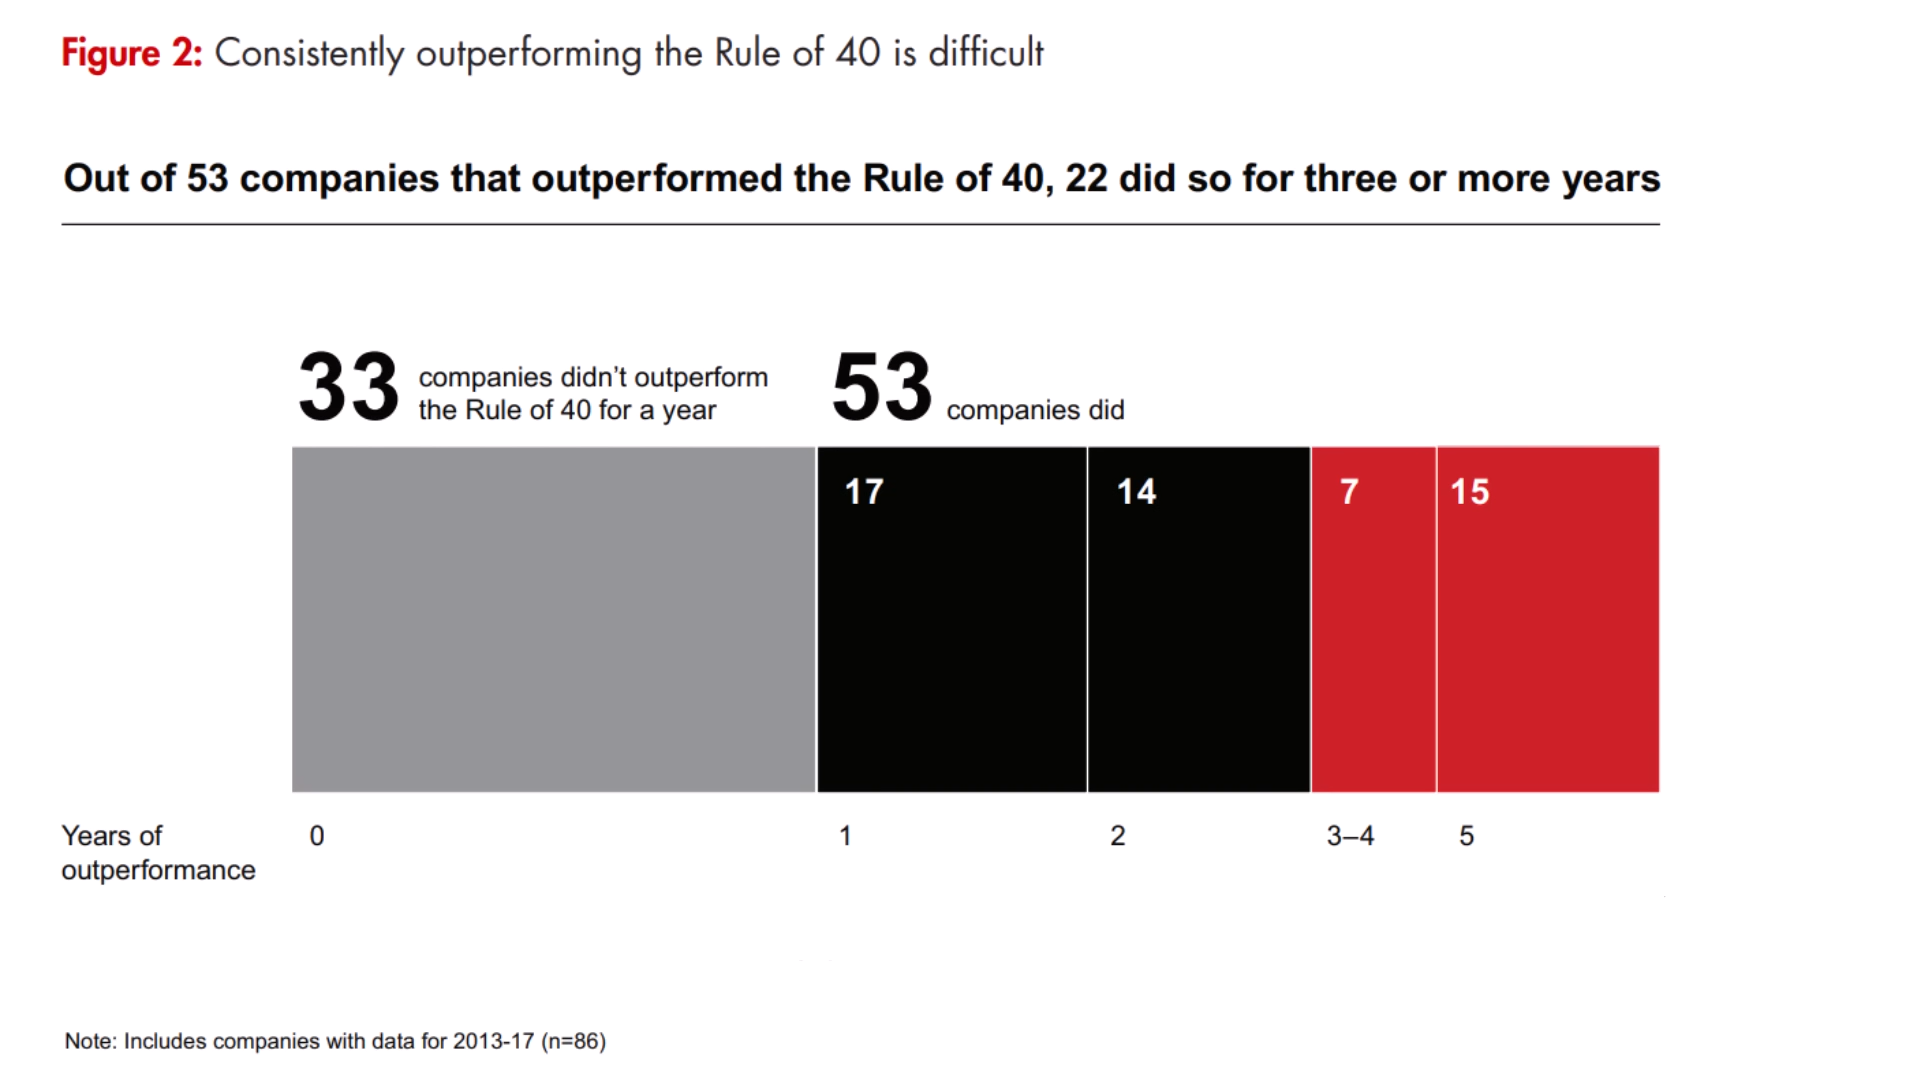 Figure 2: Consistently outperforming the Rule of 40 is difficult
Out of 53 companies that outperformed the Rule of 40, 22 did so for three or more years
33 companies didn’t outperform
the Rule of 40 for a year
53 companies did
17 14 7 15
Years of
outperformance
0 1 2 3–4 5
Note: Includes companies with data for 2013-17 (n=86)